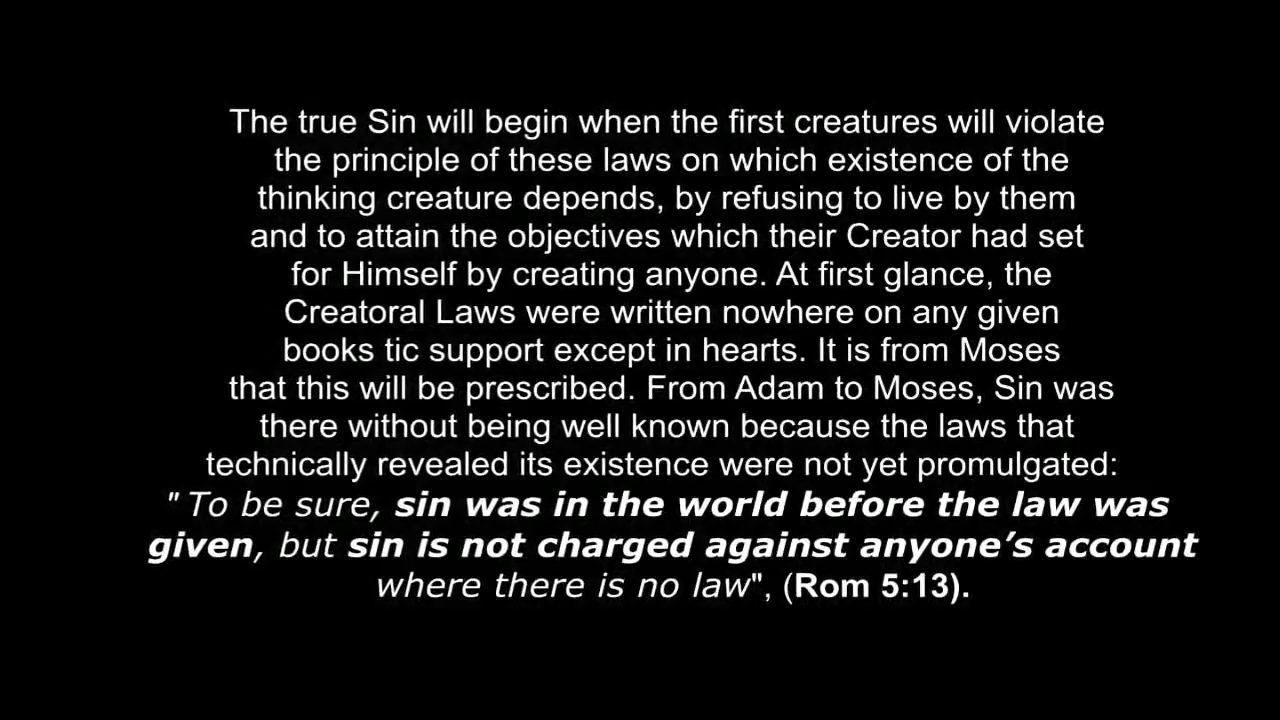 The true Sin will begin when the first creatures will violate
the principle of these laws on which existence of the
thinking creature depends, by refusing to live by them
and to attain the objectives which their Creator had set
for Himself by creating anyone. At first glance, the
Creatoral Laws were written nowhere on any given
books tic support except in hearts. It is from Moses
that this will be prescribed. From Adam to Moses, Sin was
there without being well known because the laws that
technically revealed its existence were not yet promulgated:
" To be sure, sin was in the world before the law was
given, but sin is not charged against anyone’s account
where there is no law", (Rom 5:13).